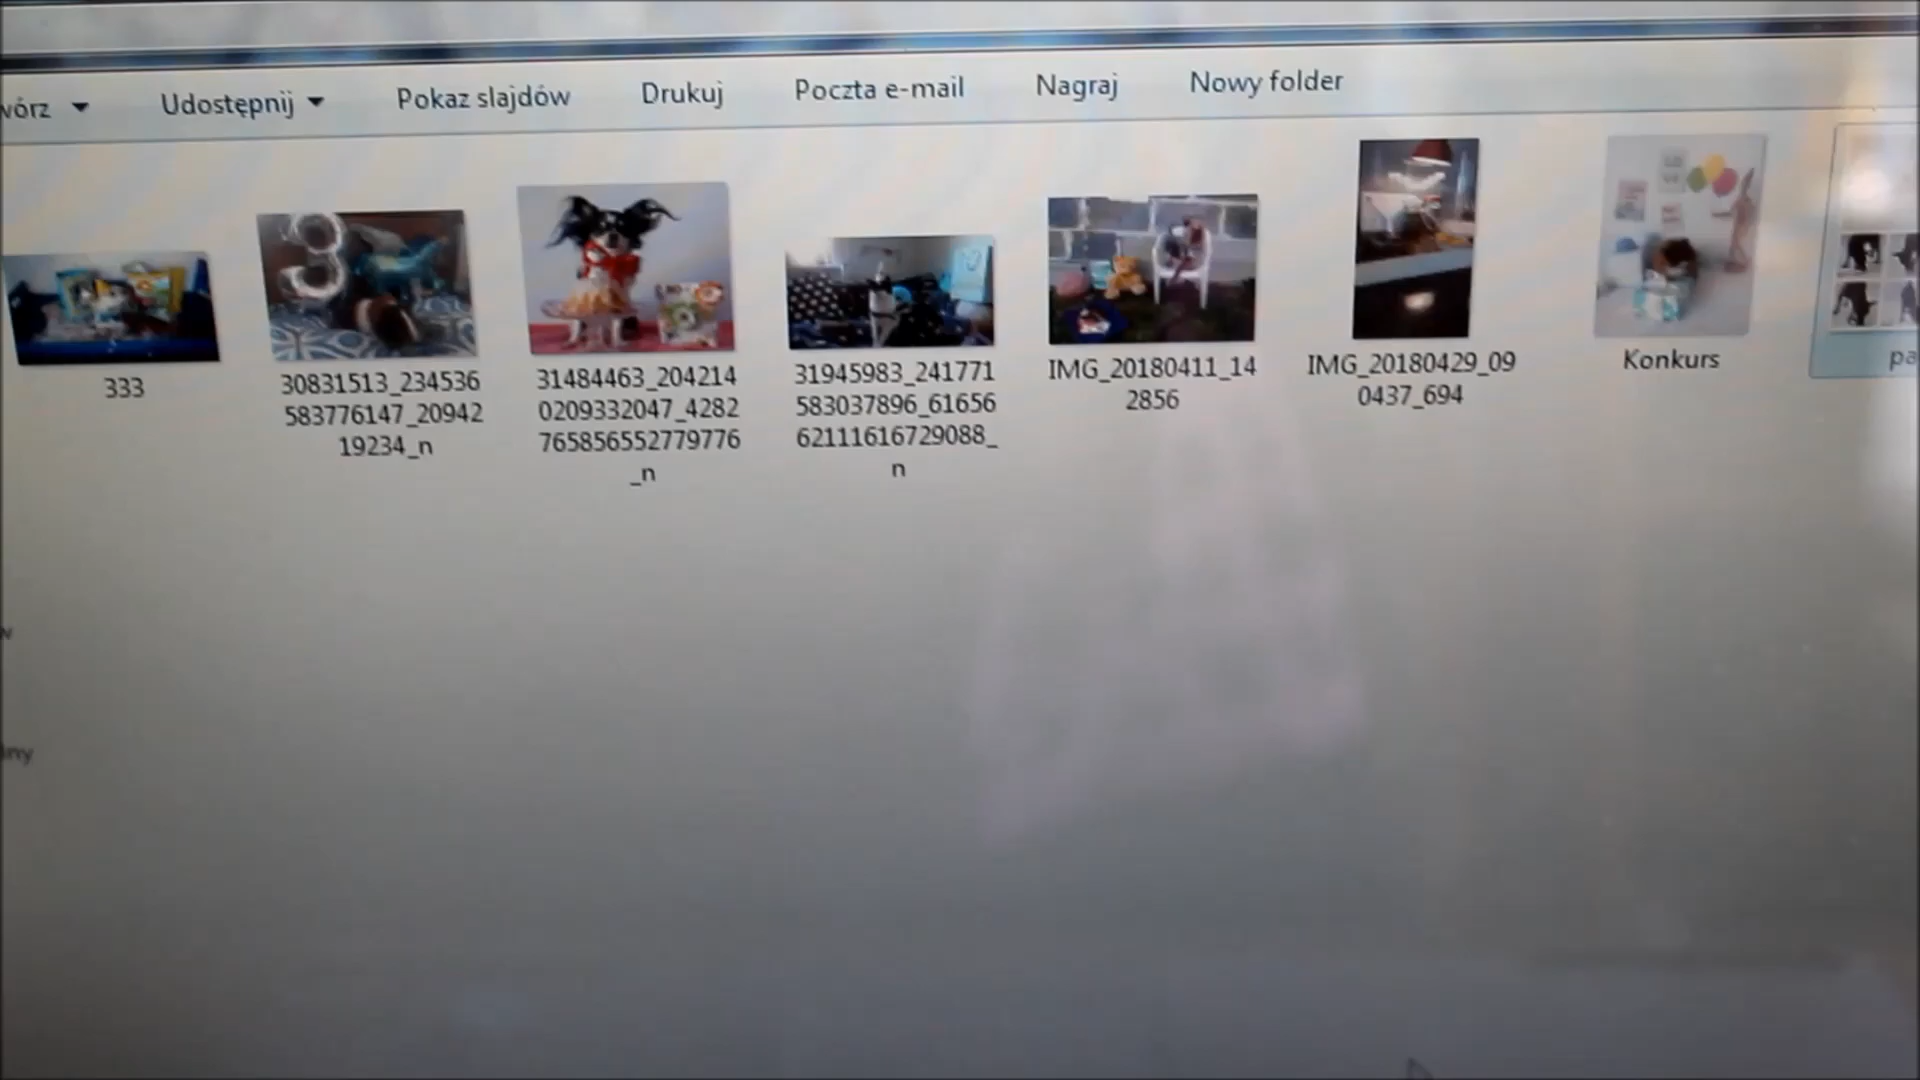 Udostępnij Pokaz slajdów Drukuj Poczta e-mail Nagraj Nowy folder
333
30831513_234536
583776147_20942
19234_n
31484463_204214
0209332047_4282
765856552779776
_n
31945983_241771
583037896_61656
62111616729088_
n
IMG_20180411_14
2856
IMG_20180429_09
0437_694
Konkurs